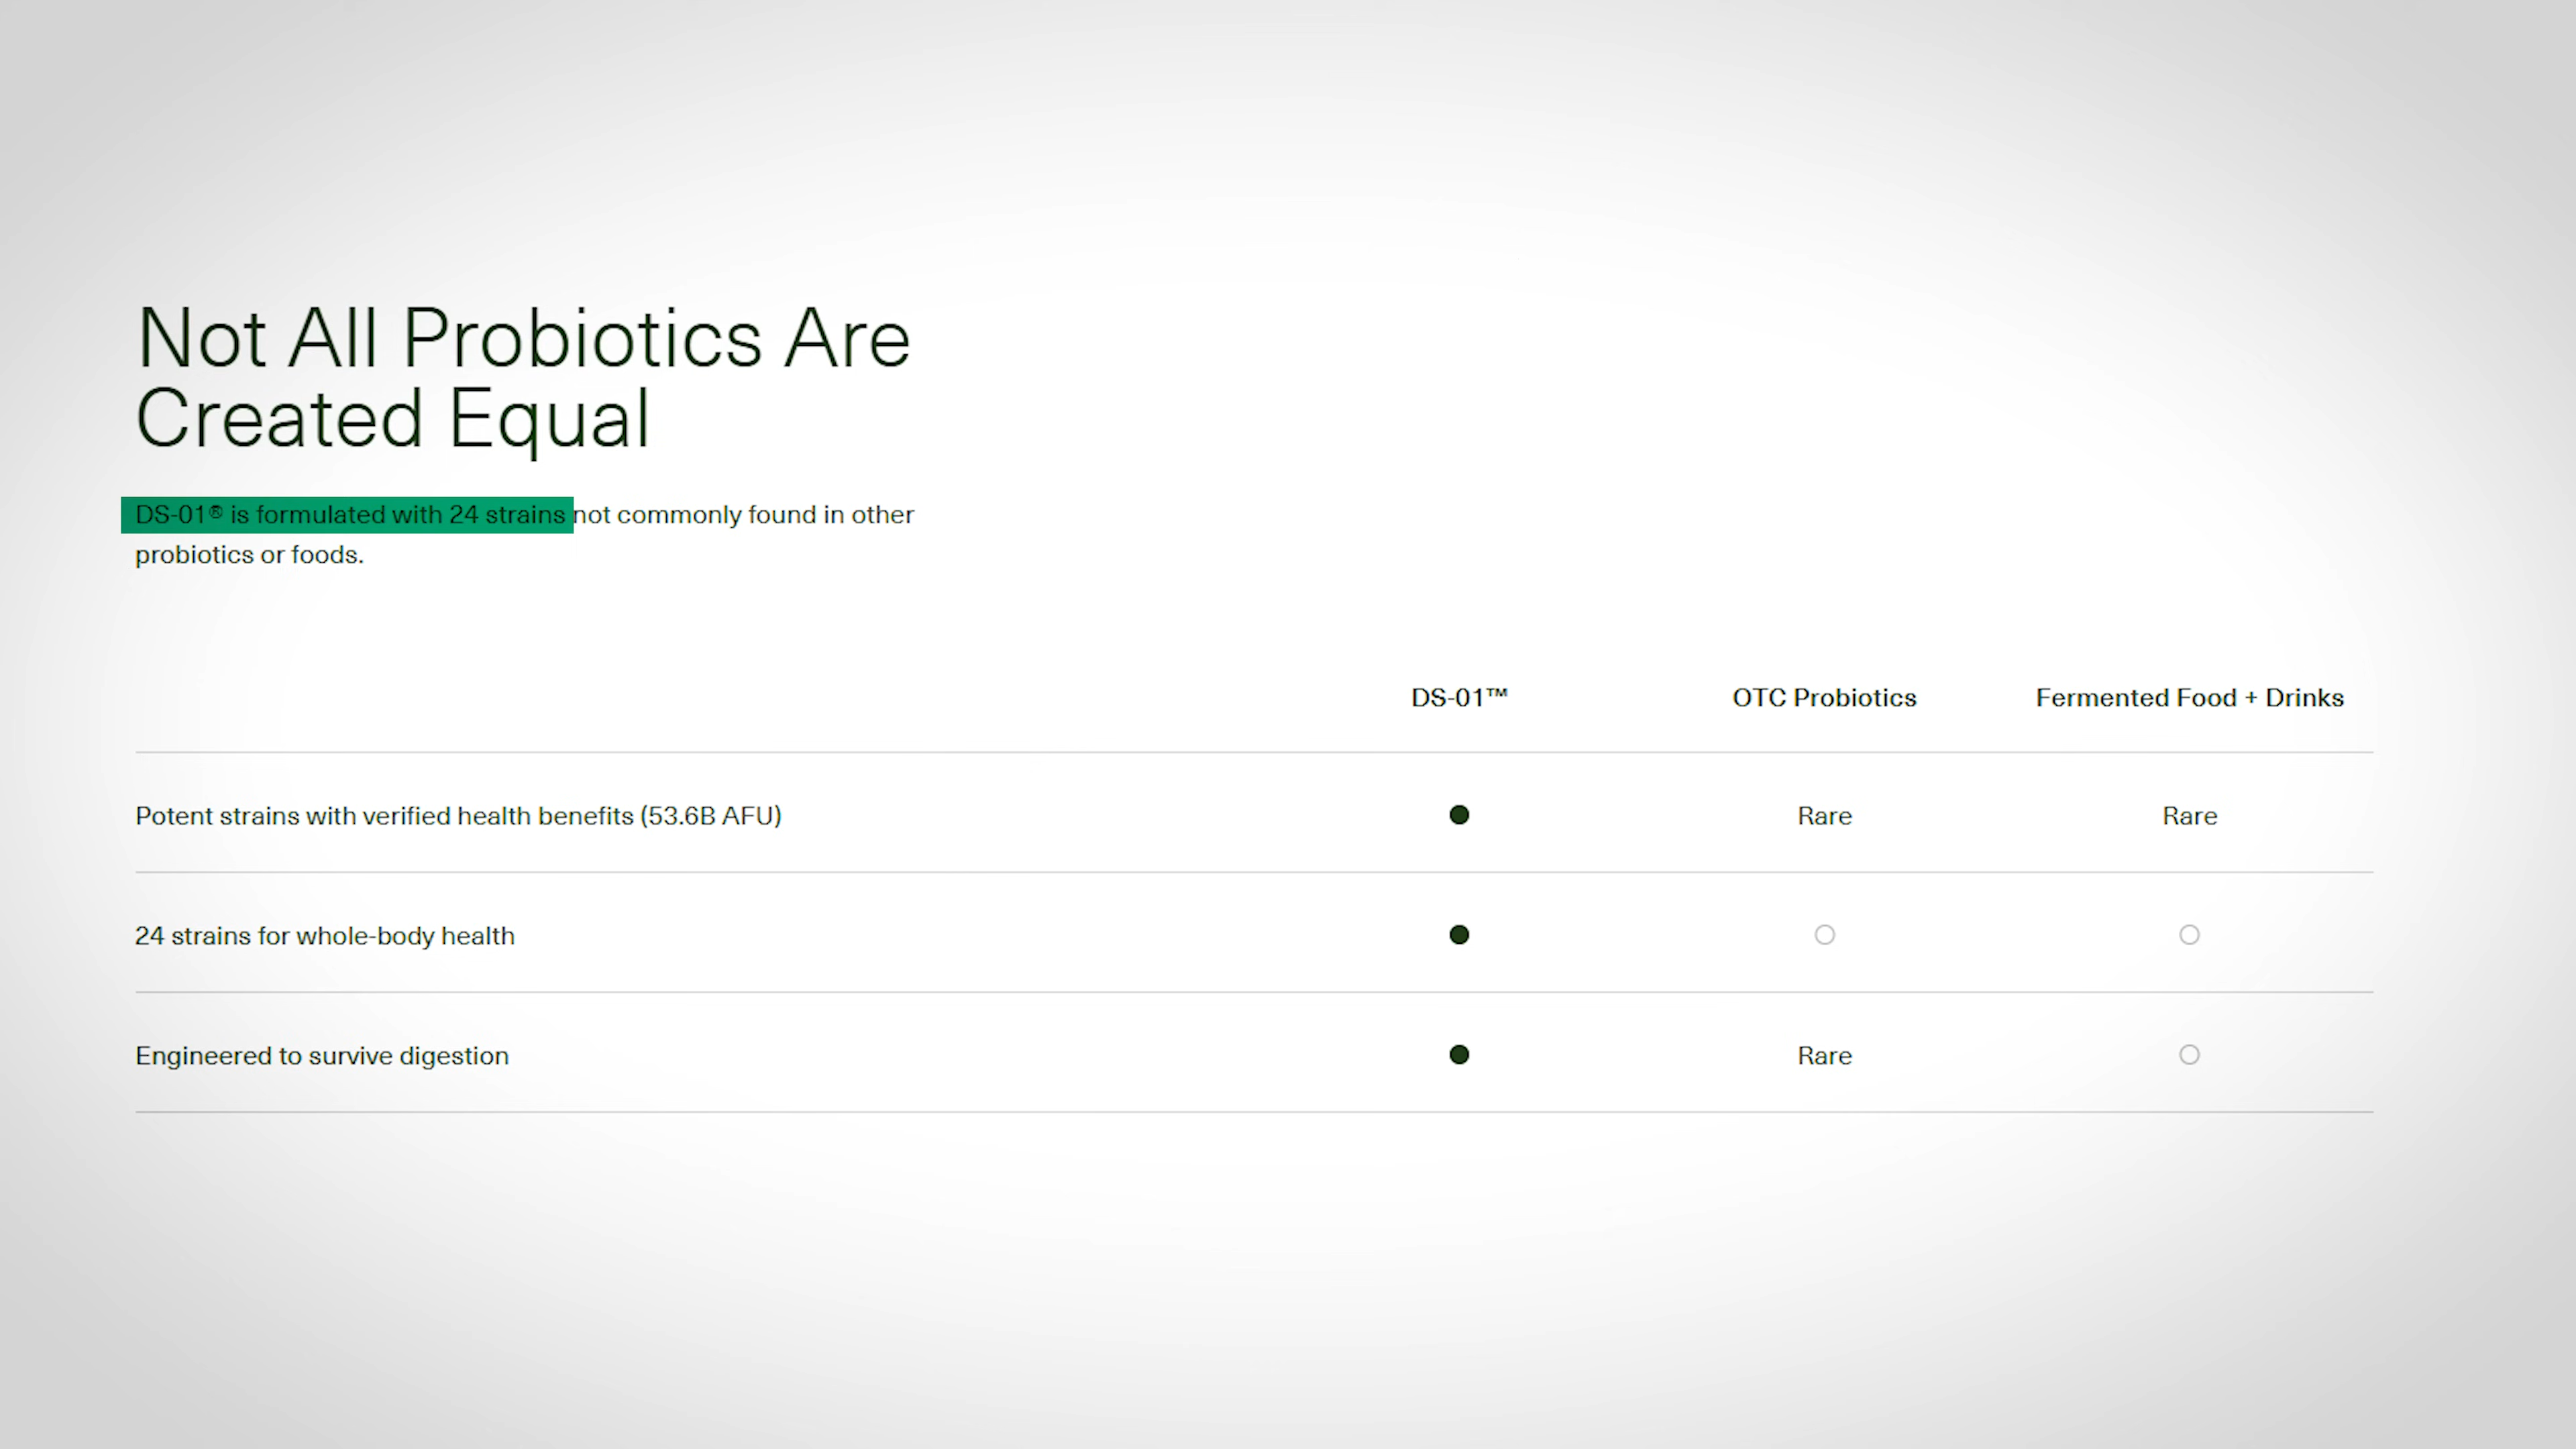 Not All Probiotics Are
Created Equal
DS-01® is formulated with 24 strains not commonly found in other
probiotics or foods.
DS-01™ OTC Probiotics Fermented Food + Drinks
Potent strains with verified health benefits (53.6B AFU) Rare Rare
24 strains for whole-body health
Engineered to survive digestion Rare